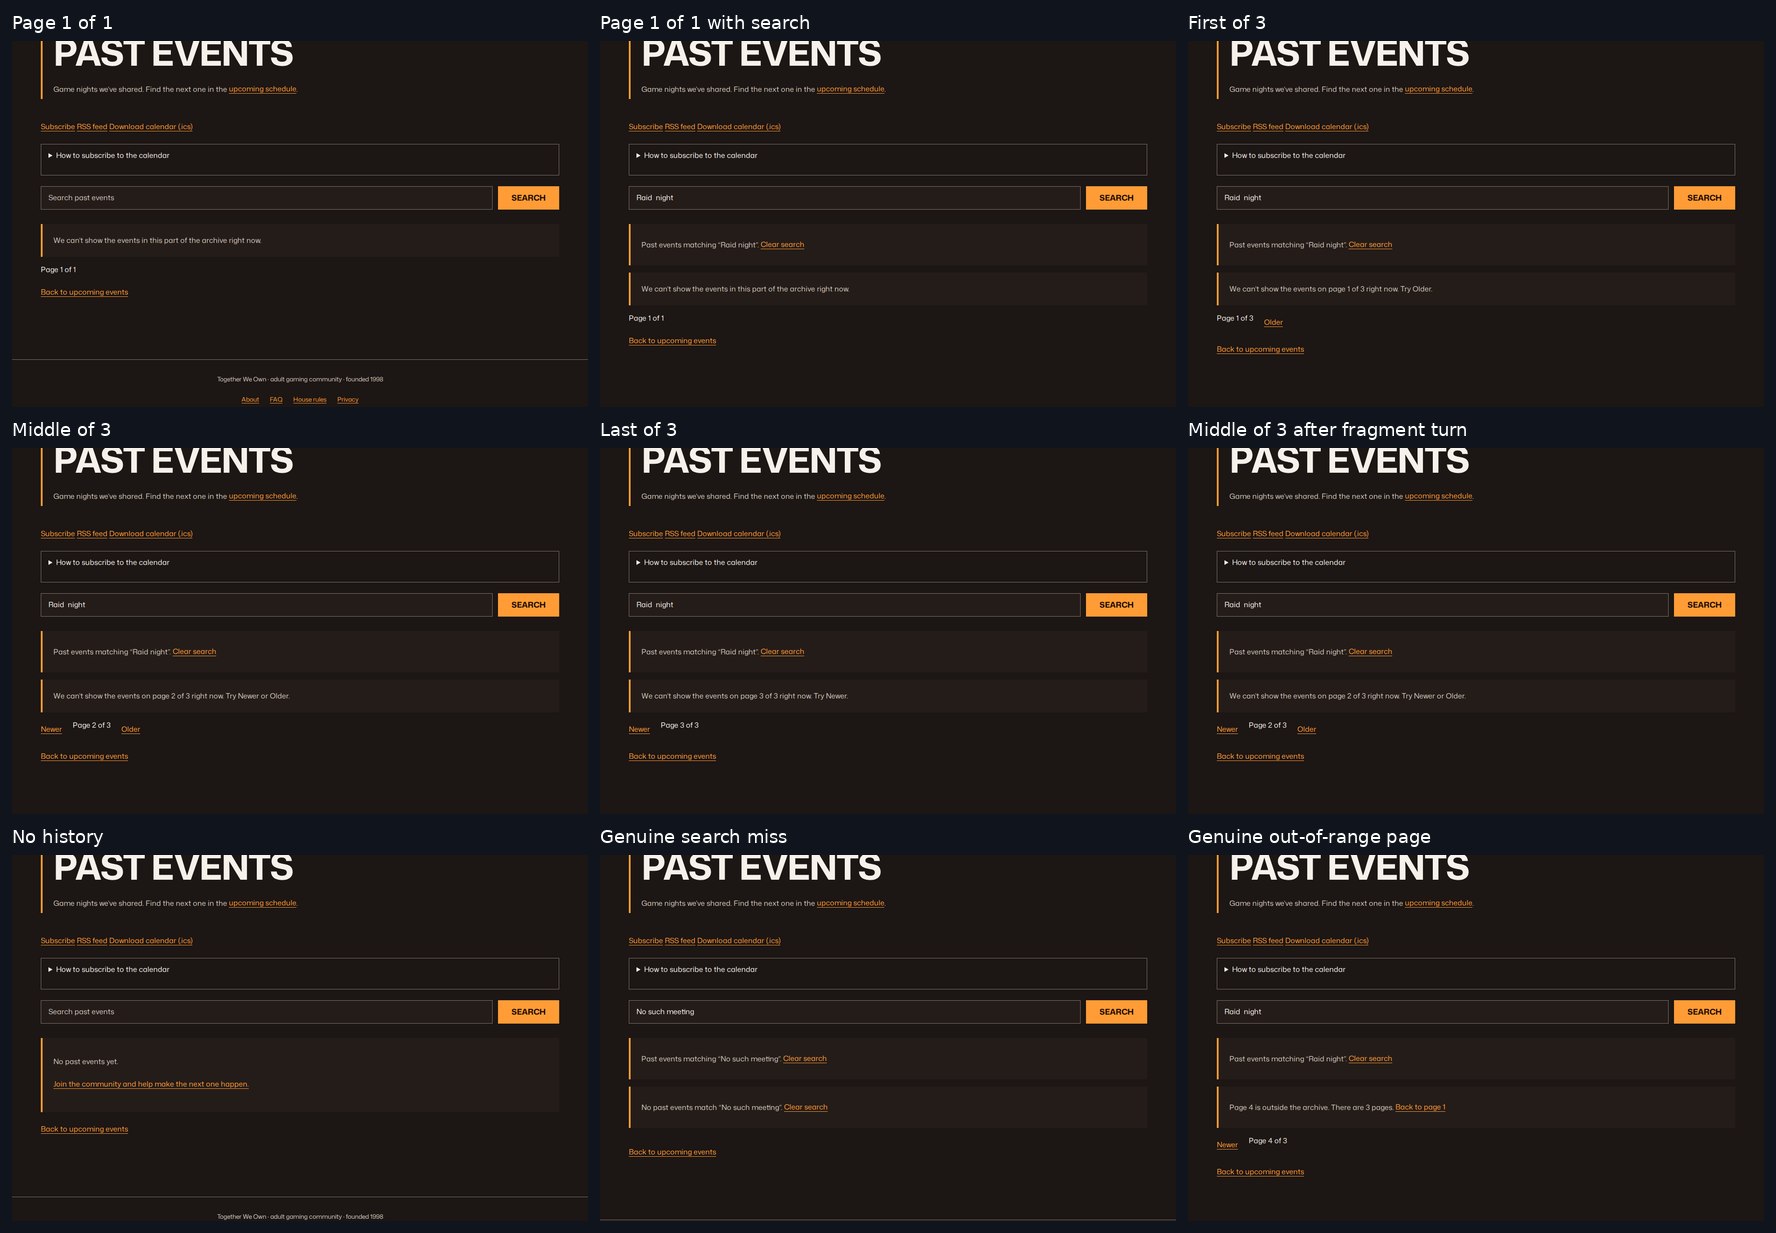 Page 1 of 1
PAST EVENTS
Game nights we've shared. Find the next one in the upcoming schedule.
Subscribe RSS feed Download calendar (.ics)
▶ How to subscribe to the calendar
Search past events
SEARCH
We can't show the events in this part of the archive right now.
Page 1 of 1
Back to upcoming events
Together We Own · adult gaming community · founded 1998
About FAQ House rules Privacy
Page 1 of 1 with search
PAST EVENTS
Game nights we've shared. Find the next one in the upcoming schedule.
Subscribe RSS feed Download calendar (.ics)
▶ How to subscribe to the calendar
Raid  night
SEARCH
Past events matching “Raid night”. Clear search
We can't show the events in this part of the archive right now.
Page 1 of 1
Back to upcoming events
First of 3
PAST EVENTS
Game nights we've shared. Find the next one in the upcoming schedule.
Subscribe RSS feed Download calendar (.ics)
▶ How to subscribe to the calendar
Raid  night
SEARCH
Past events matching “Raid night”. Clear search
We can't show the events on page 1 of 3 right now. Try Older.
Page 1 of 3 Older
Back to upcoming events
Middle of 3
PAST EVENTS
Game nights we've shared. Find the next one in the upcoming schedule.
Subscribe RSS feed Download calendar (.ics)
▶ How to subscribe to the calendar
Raid  night
SEARCH
Past events matching “Raid night”. Clear search
We can't show the events on page 2 of 3 right now. Try Newer or Older.
Newer Page 2 of 3 Older
Back to upcoming events
Last of 3
PAST EVENTS
Game nights we've shared. Find the next one in the upcoming schedule.
Subscribe RSS feed Download calendar (.ics)
▶ How to subscribe to the calendar
Raid  night
SEARCH
Past events matching “Raid night”. Clear search
We can't show the events on page 3 of 3 right now. Try Newer.
Newer Page 3 of 3
Back to upcoming events
Middle of 3 after fragment turn
PAST EVENTS
Game nights we've shared. Find the next one in the upcoming schedule.
Subscribe RSS feed Download calendar (.ics)
▶ How to subscribe to the calendar
Raid  night
SEARCH
Past events matching “Raid night”. Clear search
We can't show the events on page 2 of 3 right now. Try Newer or Older.
Newer Page 2 of 3 Older
Back to upcoming events
No history
PAST EVENTS
Game nights we've shared. Find the next one in the upcoming schedule.
Subscribe RSS feed Download calendar (.ics)
▶ How to subscribe to the calendar
Search past events
SEARCH
No past events yet.
Join the community and help make the next one happen.
Back to upcoming events
Together We Own · adult gaming community · founded 1998
Genuine search miss
PAST EVENTS
Game nights we've shared. Find the next one in the upcoming schedule.
Subscribe RSS feed Download calendar (.ics)
▶ How to subscribe to the calendar
No such meeting
SEARCH
Past events matching “No such meeting”. Clear search
No past events match “No such meeting”. Clear search
Back to upcoming events
Genuine out-of-range page
PAST EVENTS
Game nights we've shared. Find the next one in the upcoming schedule.
Subscribe RSS feed Download calendar (.ics)
▶ How to subscribe to the calendar
Raid  night
SEARCH
Past events matching “Raid night”. Clear search
Page 4 is outside the archive. There are 3 pages. Back to page 1
Newer Page 4 of 3
Back to upcoming events